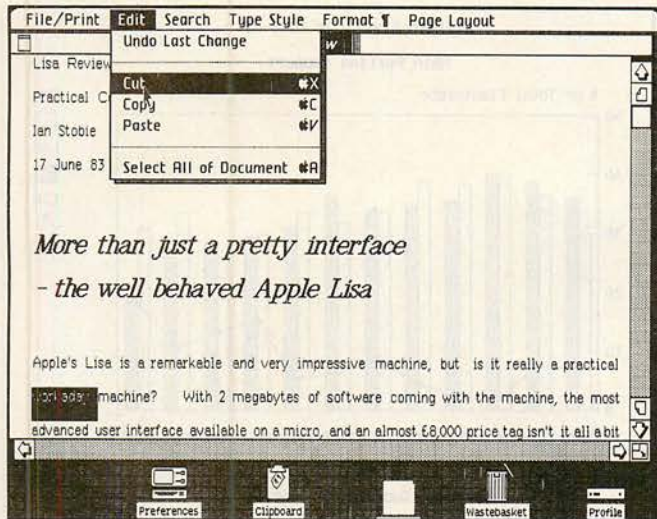 File/Print Edit Search Type Style Format ¶ Page Layout
Undo Last Change
w
Lisa Review
Cut X
Practical C
Copy C
Ian Stobie
Paste V
17 June 83
Select All of Document A
More than just a pretty interface
- the well behaved Apple Lisa
Apple's Lisa is a remarkable and very impressive machine, but is it really a practical
workaday machine? With 2 megabytes of software coming with the machine, the most
advanced user interface available on a micro, and an almost £8,000 price tag isn't it all a bit
Preferences Clipboard Wastebasket Profile